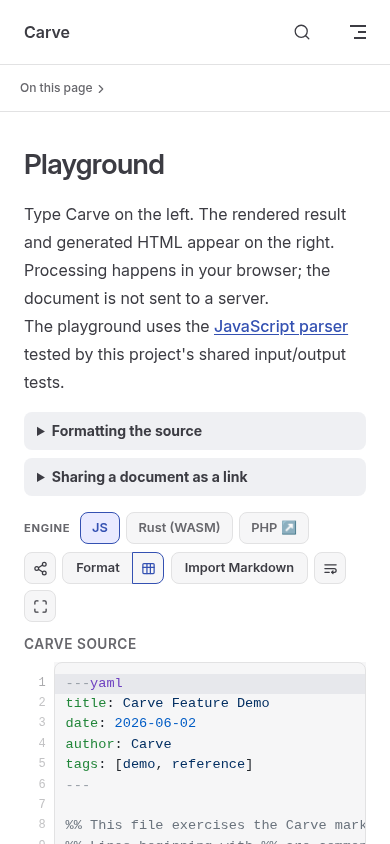 Carve
On this page
Playground
Type Carve on the left. The rendered result
and generated HTML appear on the right.
Processing happens in your browser; the
document is not sent to a server.
The playground uses the JavaScript parser
tested by this project's shared input/output
tests.
Formatting the source
Sharing a document as a link
ENGINE JS Rust (WASM) PHP ↗
Format Import Markdown
CARVE SOURCE
1 ---yaml
2 title: Carve Feature Demo
3 date: 2026-06-02
4 author: Carve
5 tags: [demo, reference]
6 ---
7
8 %% This file exercises the Carve mark